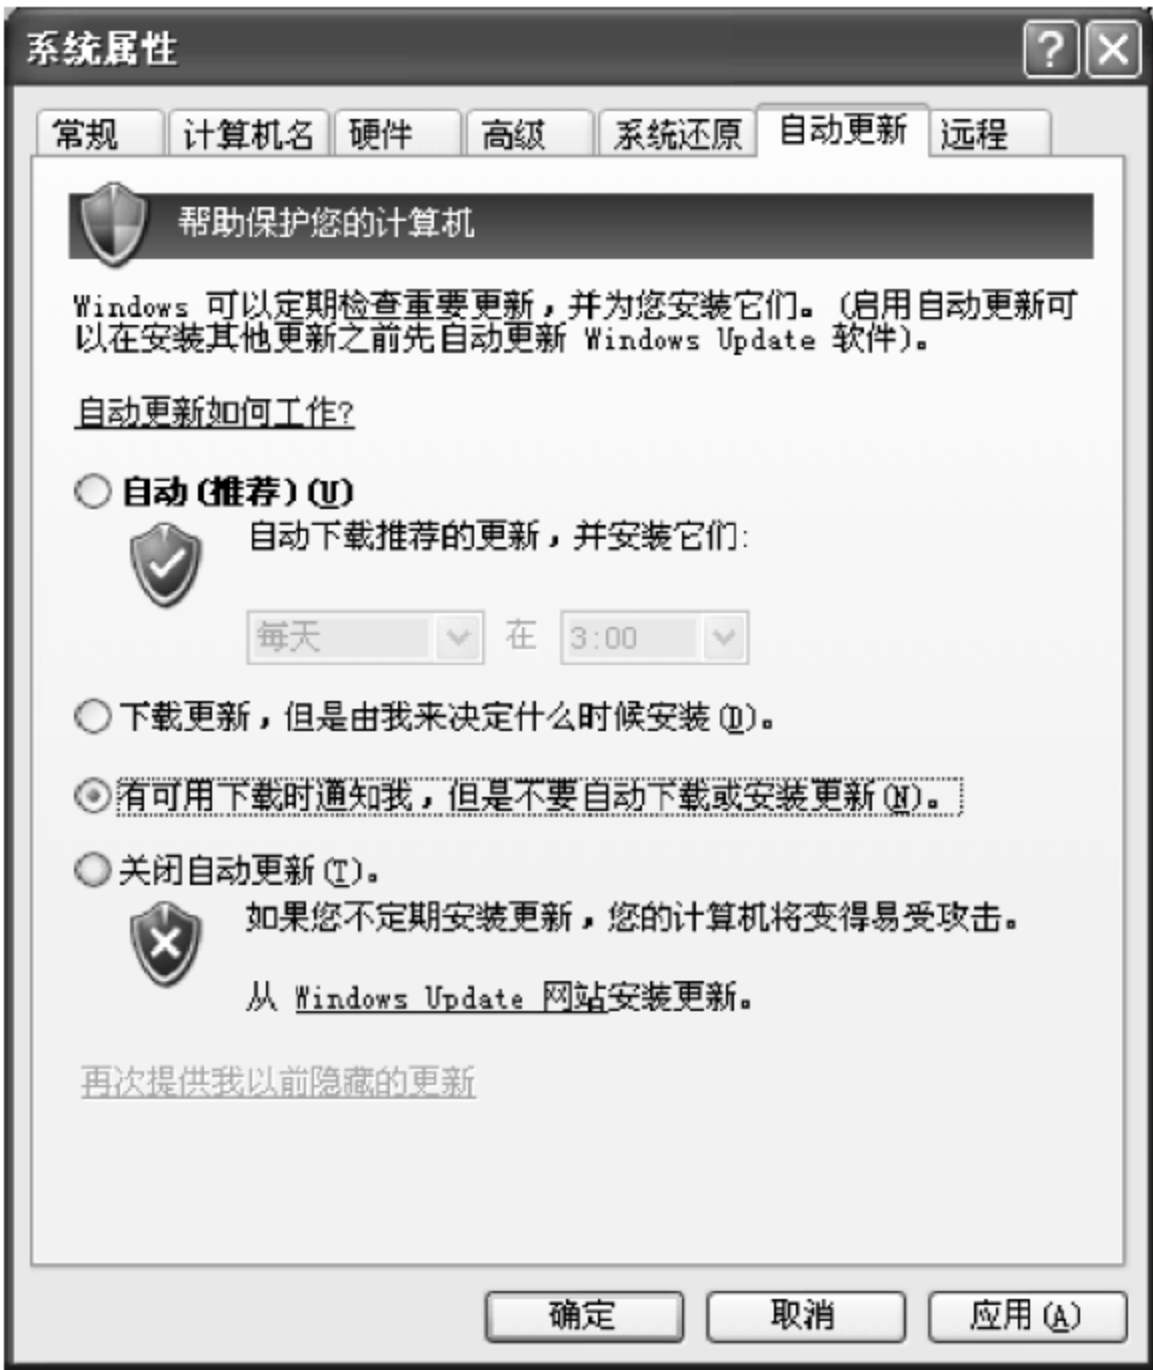 系统属性
常规 计算机名 硬件 高级 系统还原 自动更新 远程
帮助保护您的计算机
Windows 可以定期检查重要更新，并为您安装它们。(启用自动更新可
以在安装其他更新之前先自动更新 Windows Update 软件)。
自动更新如何工作?
自动(推荐)(U)
自动下载推荐的更新，并安装它们:
每天 在 3:00
下载更新，但是由我来决定什么时候安装(D)。
有可用下载时通知我，但是不要自动下载或安装更新(N)。
关闭自动更新(T)。
如果您不定期安装更新，您的计算机将变得易受攻击。
从 Windows Update 网站安装更新。
再次提供我以前隐藏的更新
确定 取消 应用(A)